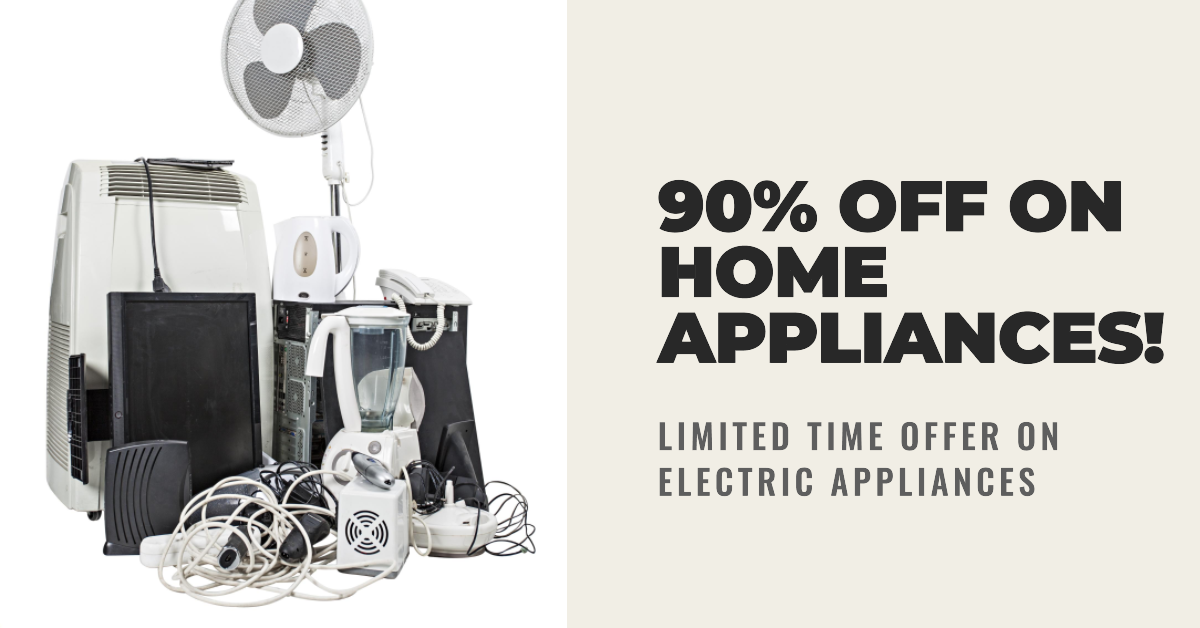 90% OFF ON
HOME
APPLIANCES!
LIMITED TIME OFFER ON
ELECTRIC APPLIANCES